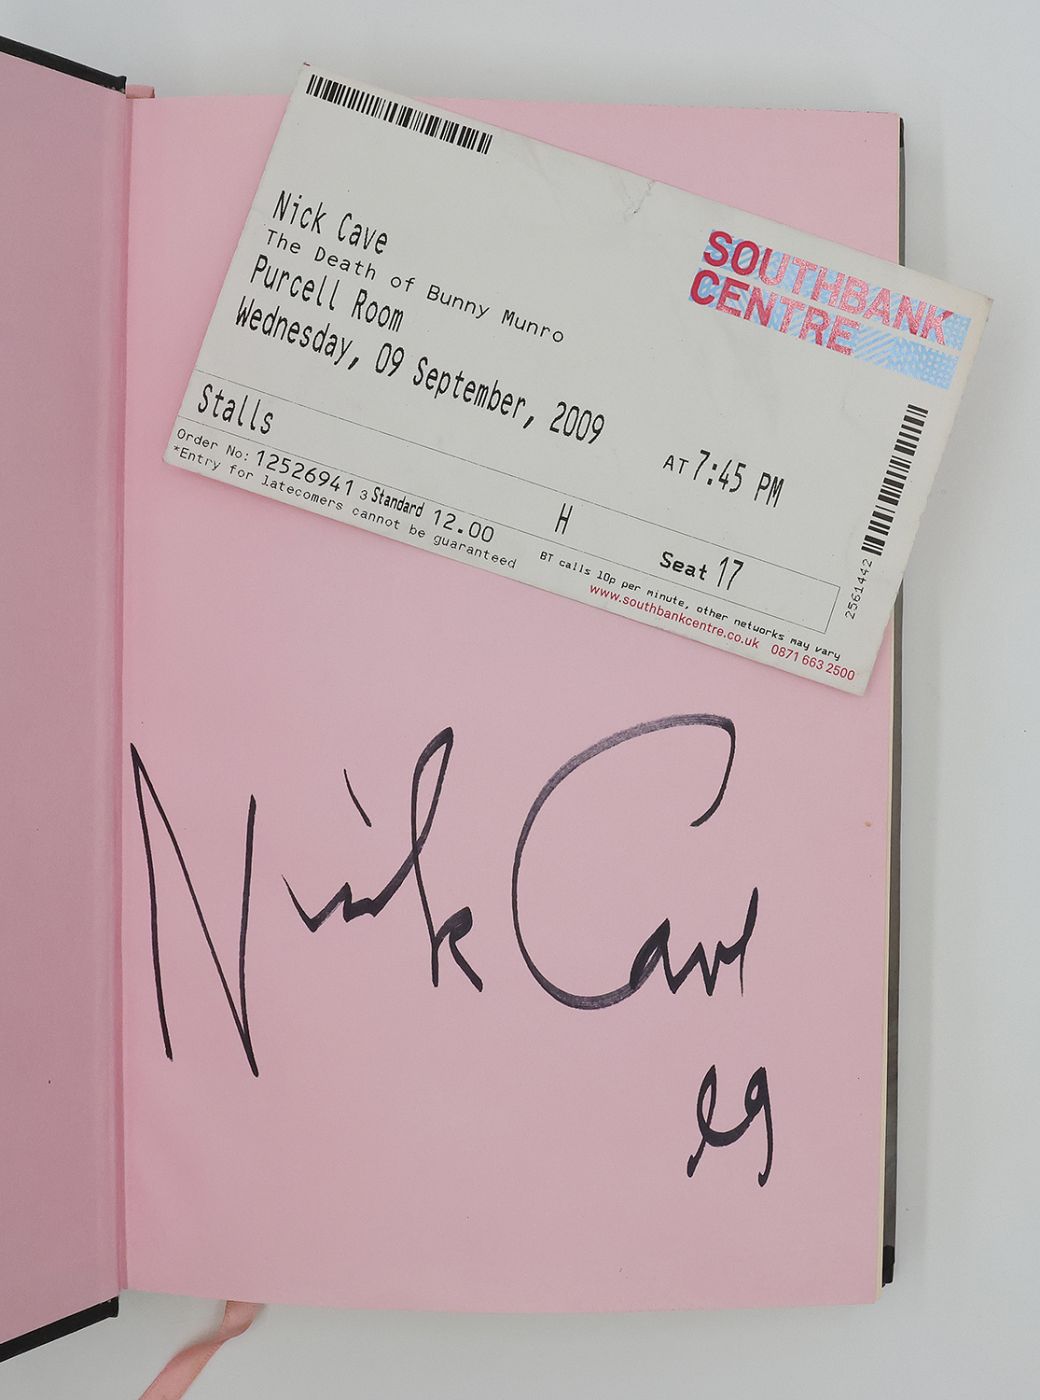 Nick Cave
The Death of Bunny Munro
Purcell Room
Wednesday, 09 September, 2009
AT 7:45 PM
SOUTHBANK
CENTRE
Stalls
H
Seat 17
Order No: 12526941 3 Standard 12.00
*Entry for latecomers cannot be guaranteed
BT calls 10p per minute, other networks may vary
www.southbankcentre.co.uk 0871 663 2500
2561442
Nick Cave